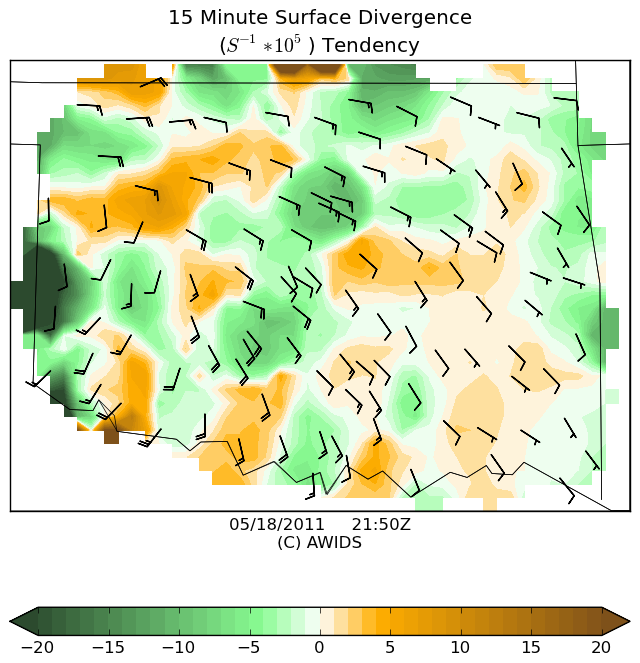 15 Minute Surface Divergence
(S⁻¹ *10⁵ ) Tendency
05/18/2011 21:50Z
(C) AWIDS
−20 −15 −10 −5 0 5 10 15 20